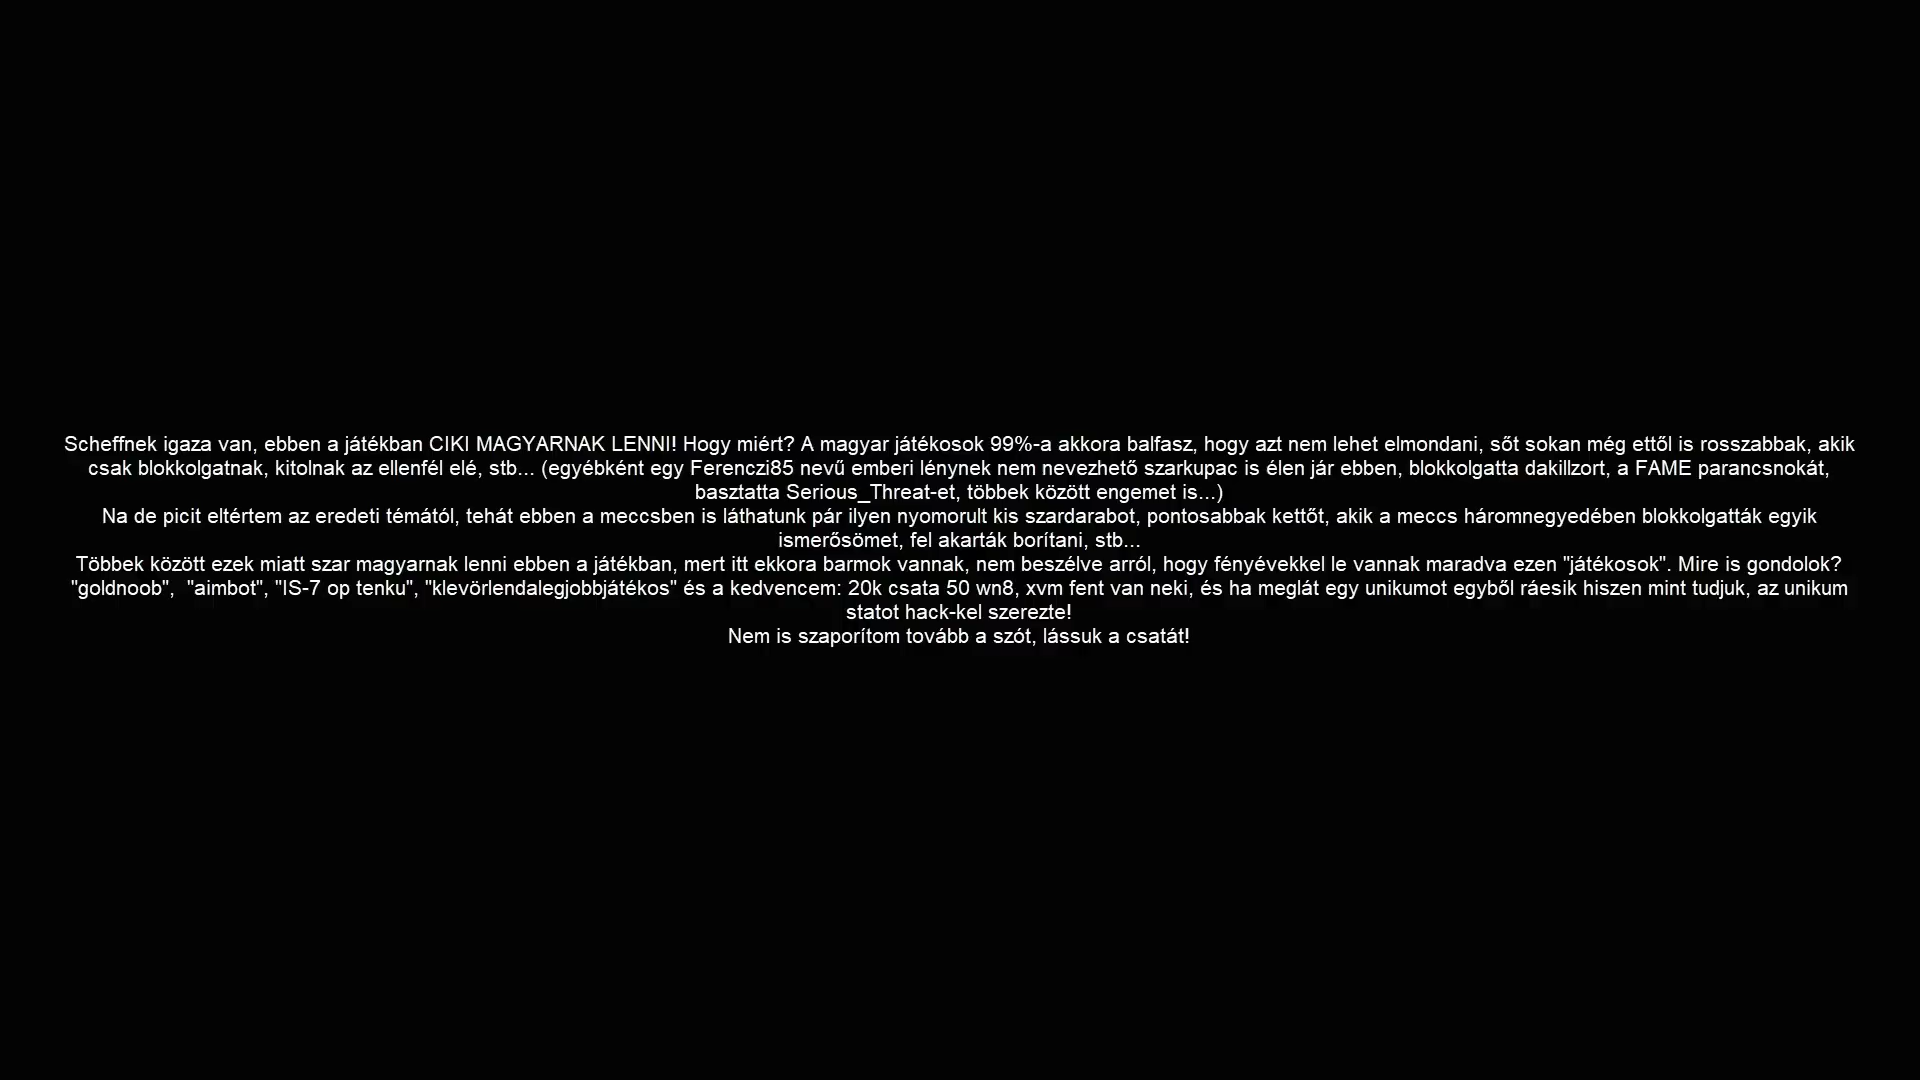 Scheffnek igaza van, ebben a játékban CIKI MAGYARNAK LENNI! Hogy miért? A magyar játékosok 99%-a akkora balfasz, hogy azt nem lehet elmondani, sőt sokan még ettől is rosszabbak, akik
csak blokkolgatnak, kitolnak az ellenfél elé, stb... (egyébként egy Ferenczi85 nevű emberi lénynek nem nevezhető szarkupac is élen jár ebben, blokkolgatta dakillzort, a FAME parancsnokát,
basztatta Serious_Threat-et, többek között engemet is...)
Na de picit eltértem az eredeti témától, tehát ebben a meccsben is láthatunk pár ilyen nyomorult kis szardarabot, pontosabbak kettőt, akik a meccs háromnegyedében blokkolgatták egyik
ismerősömet, fel akarták borítani, stb...
Többek között ezek miatt szar magyarnak lenni ebben a játékban, mert itt ekkora barmok vannak, nem beszélve arról, hogy fényévekkel le vannak maradva ezen "játékosok". Mire is gondolok?
"goldnoob",  "aimbot", "IS-7 op tenku", "klevörlendalegjobbjátékos" és a kedvencem: 20k csata 50 wn8, xvm fent van neki, és ha meglát egy unikumot egyből ráesik hiszen mint tudjuk, az unikum
statot hack-kel szerezte!
Nem is szaporítom tovább a szót, lássuk a csatát!